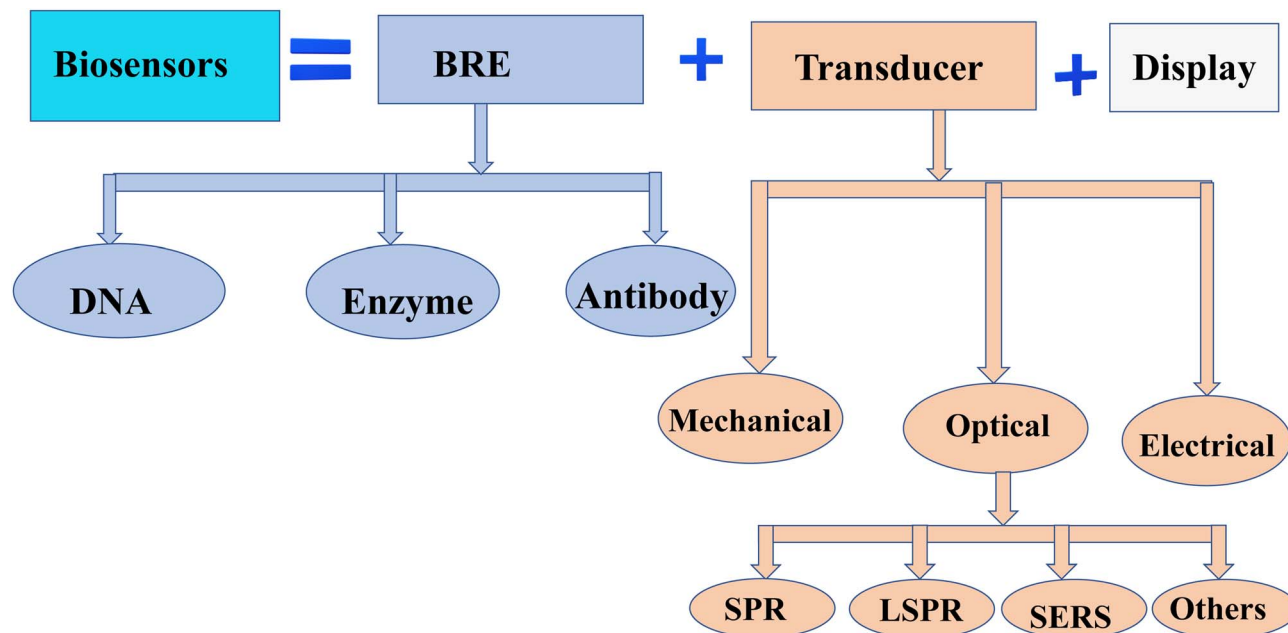 Biosensors
BRE
Transducer
Display
DNA
Enzyme
Antibody
Mechanical
Optical
Electrical
SPR
LSPR
SERS
Others